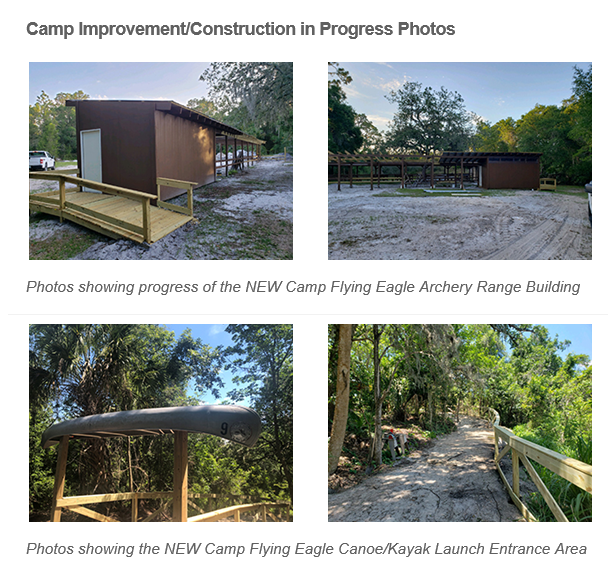 Camp Improvement/Construction in Progress Photos
Photos showing progress of the NEW Camp Flying Eagle Archery Range Building
9
Photos showing the NEW Camp Flying Eagle Canoe/Kayak Launch Entrance Area